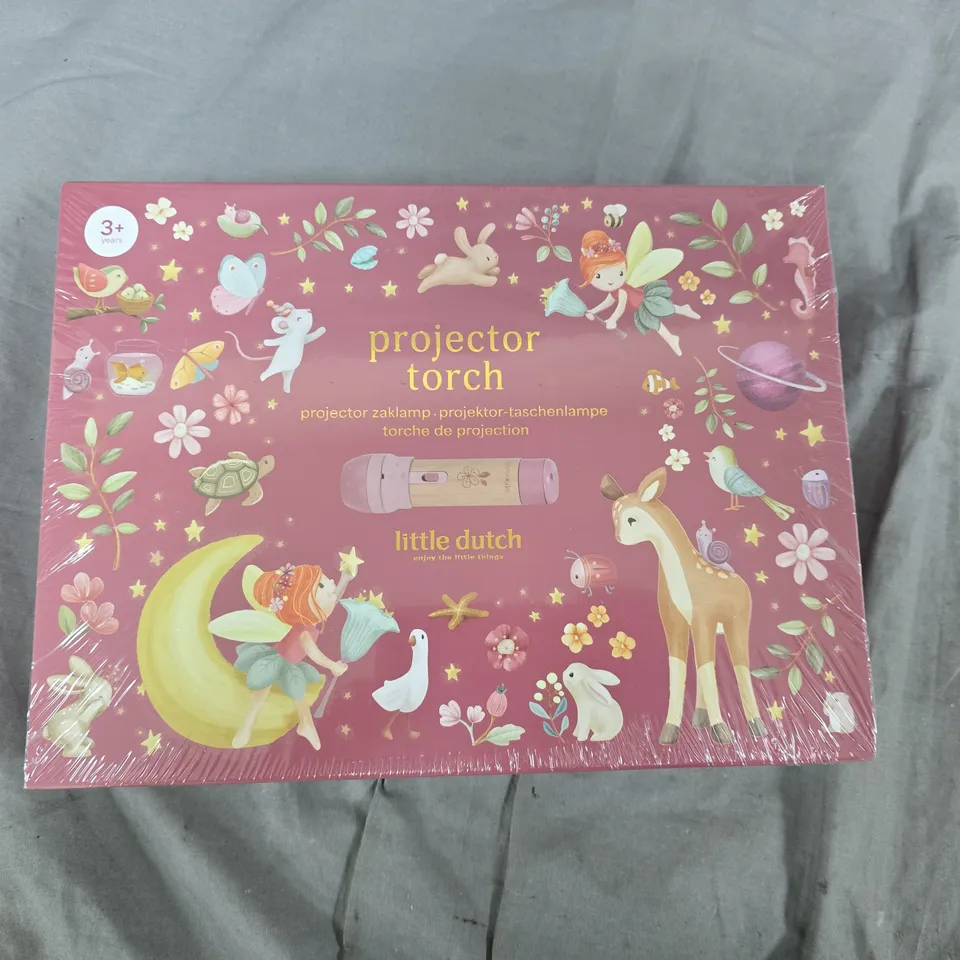 3+
years
projector
torch
projector zaklamp · projektor-taschenlampe
torche de projection
little dutch
enjoy the little things